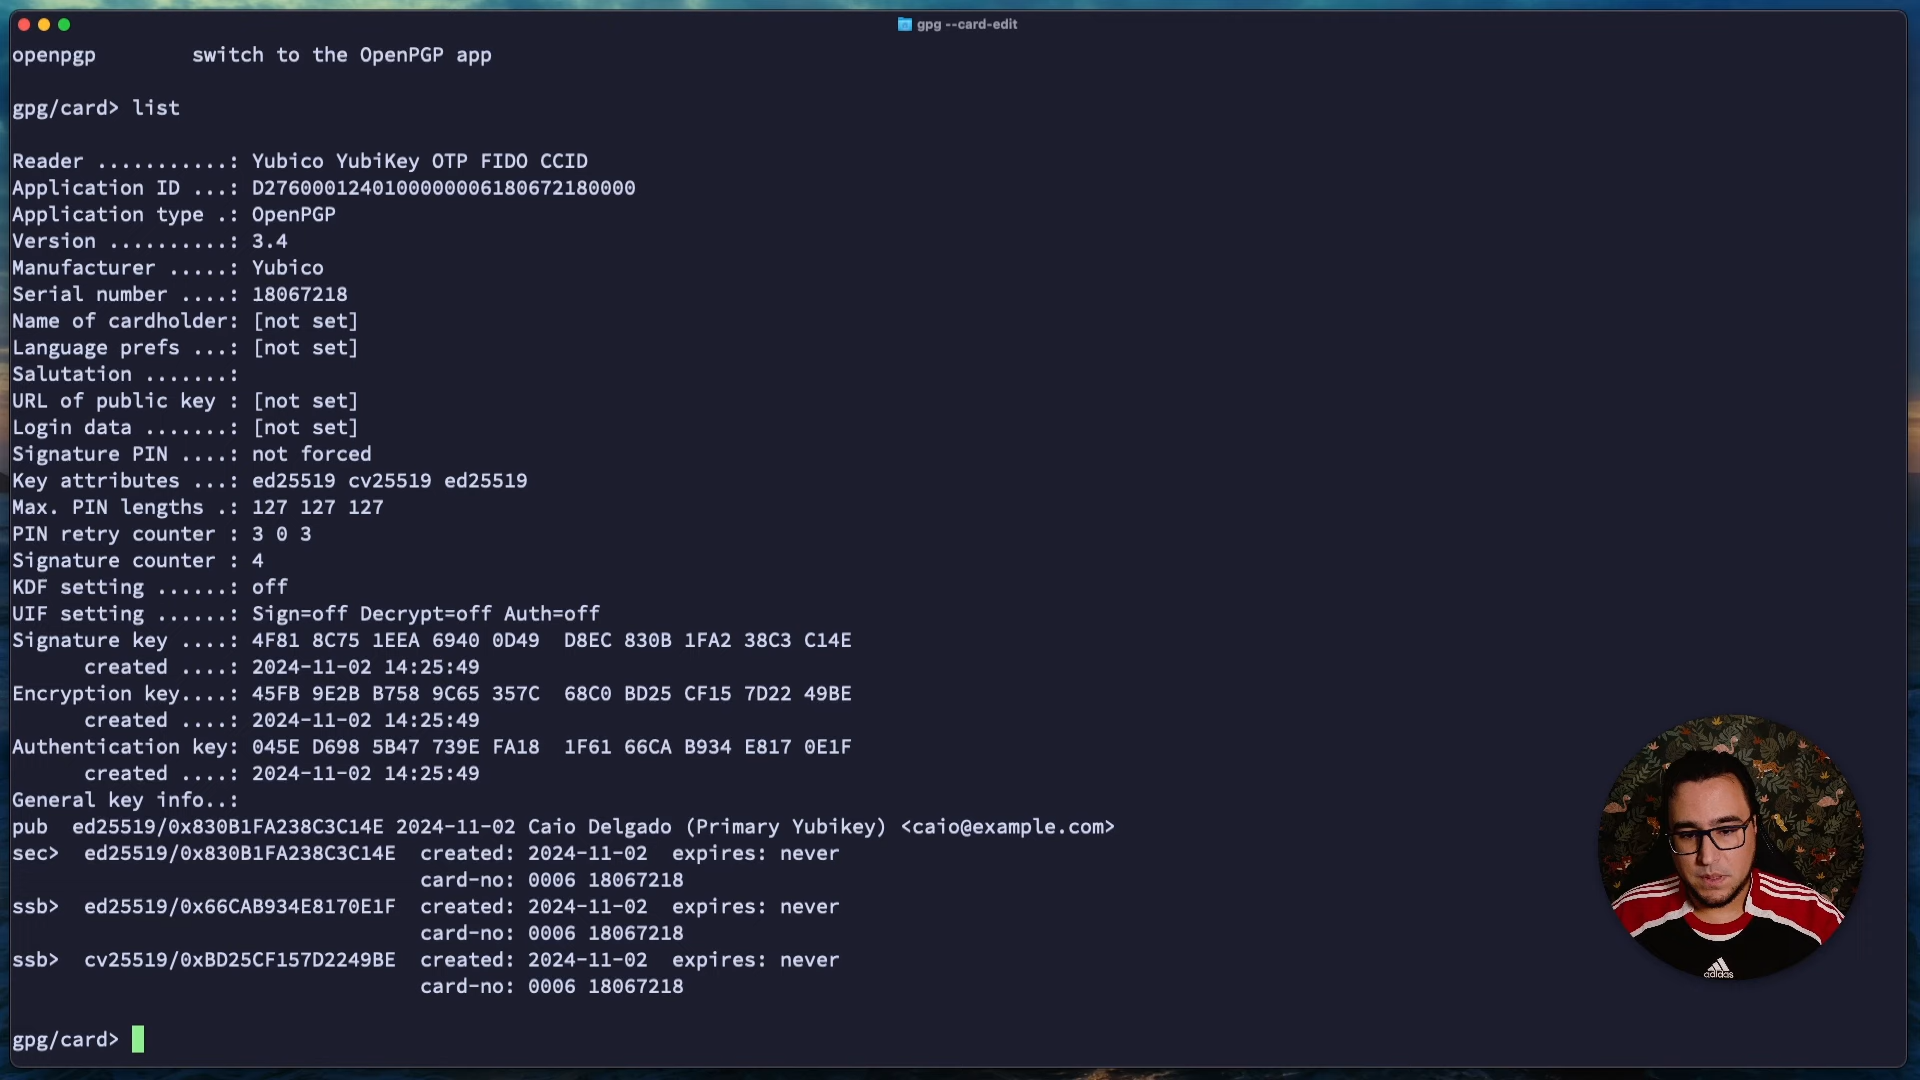 gpg --card-edit
openpgp        switch to the OpenPGP app
gpg/card> list
Reader ...........: Yubico YubiKey OTP FIDO CCID
Application ID ...: D2760001240100000006180672180000
Application type .: OpenPGP
Version ..........: 3.4
Manufacturer .....: Yubico
Serial number ....: 18067218
Name of cardholder: [not set]
Language prefs ...: [not set]
Salutation .......:
URL of public key : [not set]
Login data .......: [not set]
Signature PIN ....: not forced
Key attributes ...: ed25519 cv25519 ed25519
Max. PIN lengths .: 127 127 127
PIN retry counter : 3 0 3
Signature counter : 4
KDF setting ......: off
UIF setting ......: Sign=off Decrypt=off Auth=off
Signature key ....: 4F81 8C75 1EEA 6940 0D49  D8EC 830B 1FA2 38C3 C14E
      created ....: 2024-11-02 14:25:49
Encryption key....: 45FB 9E2B B758 9C65 357C  68C0 BD25 CF15 7D22 49BE
      created ....: 2024-11-02 14:25:49
Authentication key: 045E D698 5B47 739E FA18  1F61 66CA B934 E817 0E1F
      created ....: 2024-11-02 14:25:49
General key info..:
pub  ed25519/0x830B1FA238C3C14E 2024-11-02 Caio Delgado (Primary Yubikey) <caio@example.com>
sec>  ed25519/0x830B1FA238C3C14E  created: 2024-11-02  expires: never
                                  card-no: 0006 18067218
ssb>  ed25519/0x66CAB934E8170E1F  created: 2024-11-02  expires: never
                                  card-no: 0006 18067218
ssb>  cv25519/0xBD25CF157D2249BE  created: 2024-11-02  expires: never
                                  card-no: 0006 18067218
gpg/card>
adidas